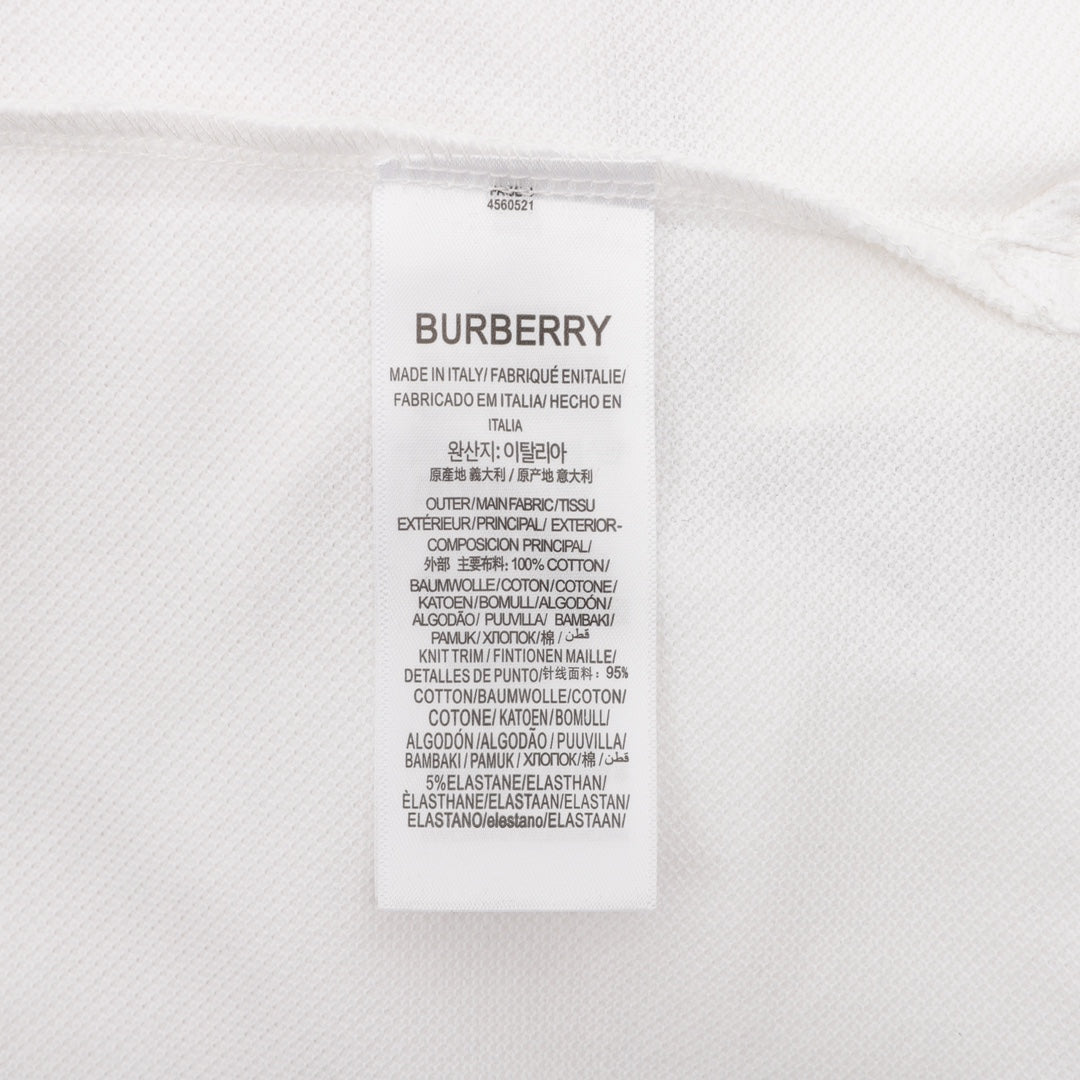 4560521
BURBERRY
MADE IN ITALY/ FABRIQUÉ ENITALIE/
FABRICADO EM ITALIA/ HECHO EN
ITALIA
완산지: 이탈리아
原產地 義大利 / 原产地 意大利
OUTER/MAIN FABRIC/TISSU
EXTÉRIEUR/PRINCIPAL/ EXTERIOR-
COMPOSICION PRINCIPAL/
外部 主要布料: 100% COTTON/
BAUMWOLLE/COTON/COTONE/
KATOEN/BOMULL/ALGODÓN/
ALGODÃO/ PUUVILLA/ BAMBAKI/
PAMUK/ХЛОПОК/棉 / قطن
KNIT TRIM / FINTIONEN MAILLE/
DETALLES DE PUNTO/针线面料: 95%
COTTON/BAUMWOLLE/COTON/
COTONE/ KATOEN/BOMULL/
ALGODÓN /ALGODÃO / PUUVILLA/
BAMBAKI / PAMUK / ХЛОПОК/棉 / قطن
5%ELASTANE/ELASTHAN/
ÈLASTHANE/ELASTAAN/ELASTAN/
ELASTANO/elestano/ELASTAAN/